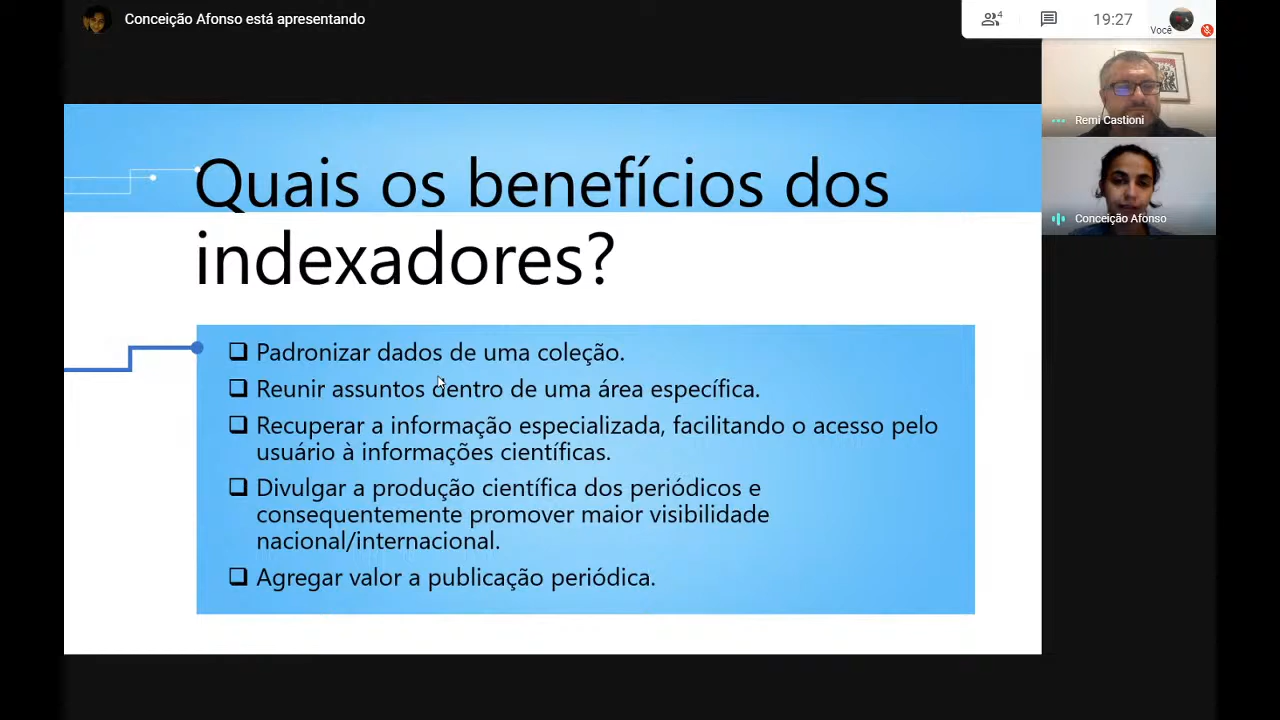 Conceição Afonso está apresentando
4
19:27
Você
Remi Castioni
Conceição Afonso
Quais os benefícios dos
indexadores?
❑ Padronizar dados de uma coleção.
❑ Reunir assuntos dentro de uma área específica.
❑ Recuperar a informação especializada, facilitando o acesso pelo
usuário à informações científicas.
❑ Divulgar a produção científica dos periódicos e
consequentemente promover maior visibilidade
nacional/internacional.
❑ Agregar valor a publicação periódica.